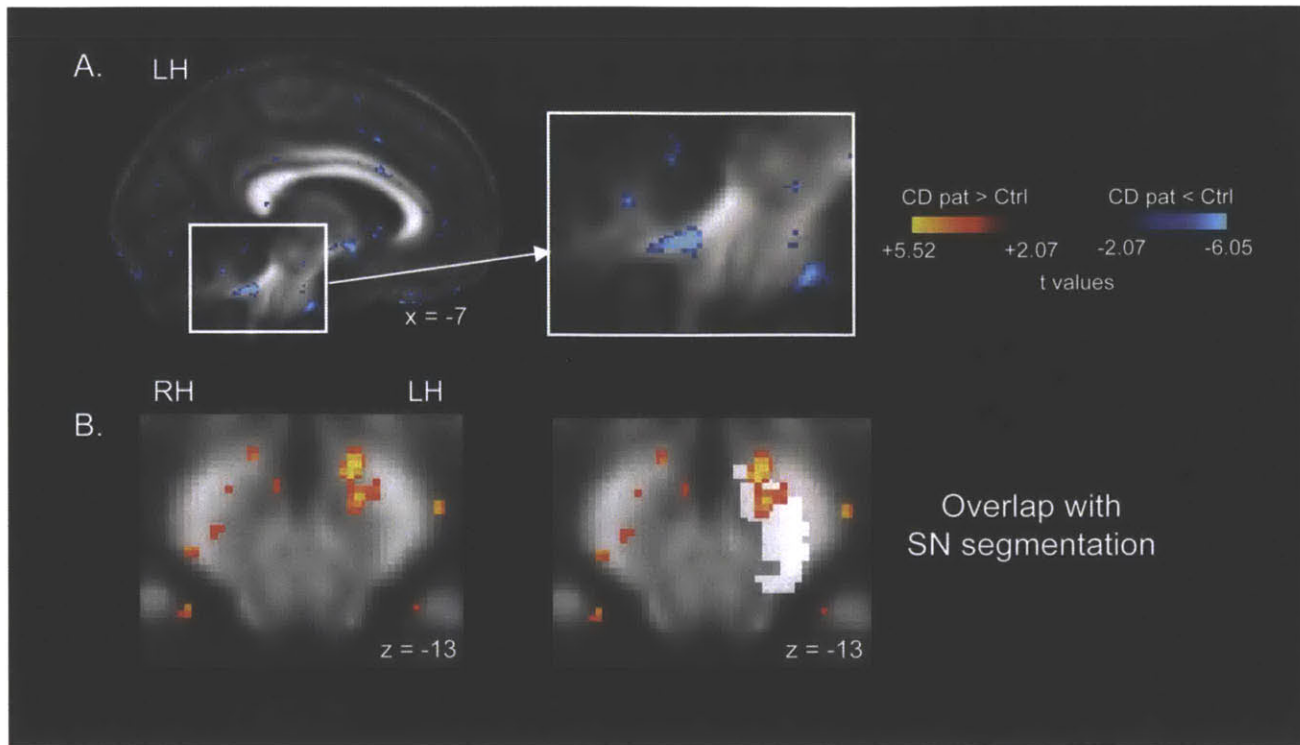 A.
LH
x = -7
CD pat > Ctrl
CD pat < Ctrl
+5.52
+2.07
-2.07
-6.05
t values
RH
LH
B.
z = -13
z = -13
Overlap with
SN segmentation